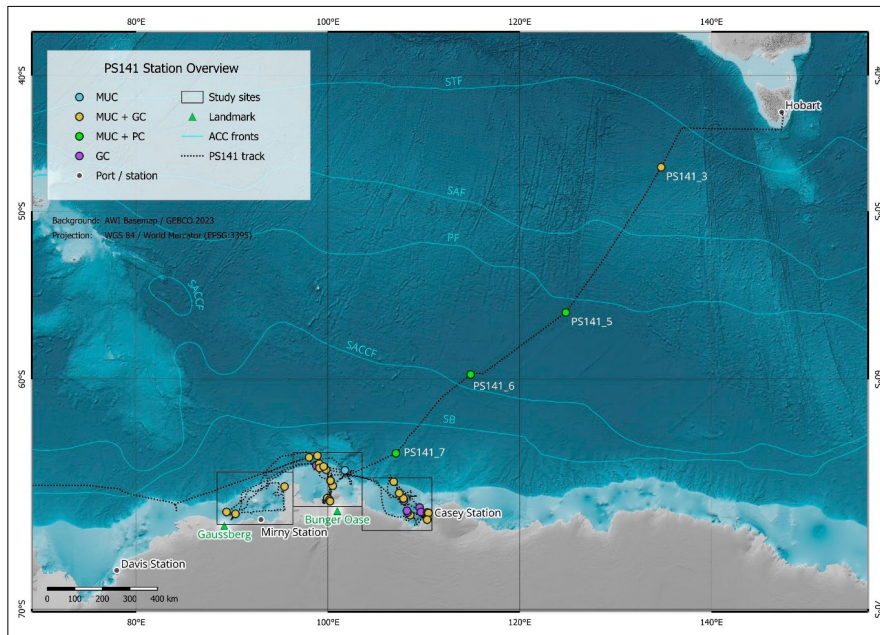 80°E
100°E
120°E
140°E
PS141 Station Overview
MUC
Study sites
MUC + GC
Landmark
MUC + PC
ACC fronts
GC
PS141 track
Port / station
Background: AWI Basemap / GEBCO 2023
Projection: WGS 84 / World Mercator (EPSG:3395)
40°S
40°S
STF
Hobart
PS141_3
SAF
50°S
50°S
PF
SACCF
PS141_5
SACCF
60°S
60°S
PS141_6
SB
PS141_7
Casey Station
Bunger Oase
Gaussberg
Mirny Station
Davis Station
0 100 200 300 400 km
70°S
70°S
80°E
100°E
120°E
140°E